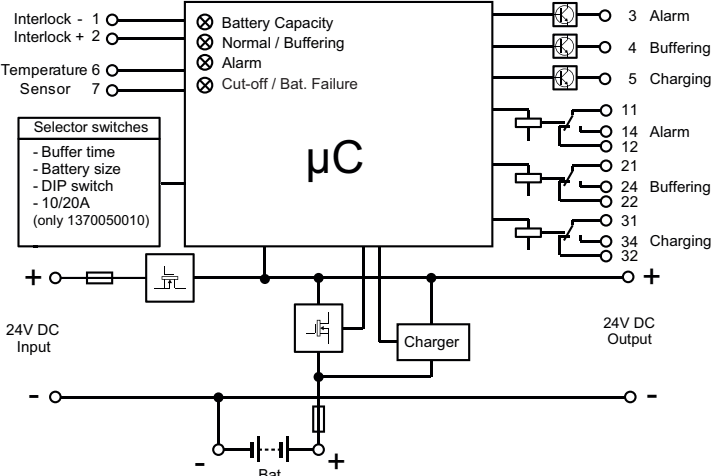 Interlock - 1
Interlock + 2
Temperature 6
Sensor 7
Battery Capacity
Normal / Buffering
Alarm
Cut-off / Bat. Failure
µC
3 Alarm
4 Buffering
5 Charging
11
14 Alarm
12
21
24 Buffering
22
31
34 Charging
32
Selector switches
- Buffer time
- Battery size
- DIP switch
- 10/20A
(only 1370050010)
+
+
24V DC
Input
24V DC
Output
Charger
-
-
-
+
Bat